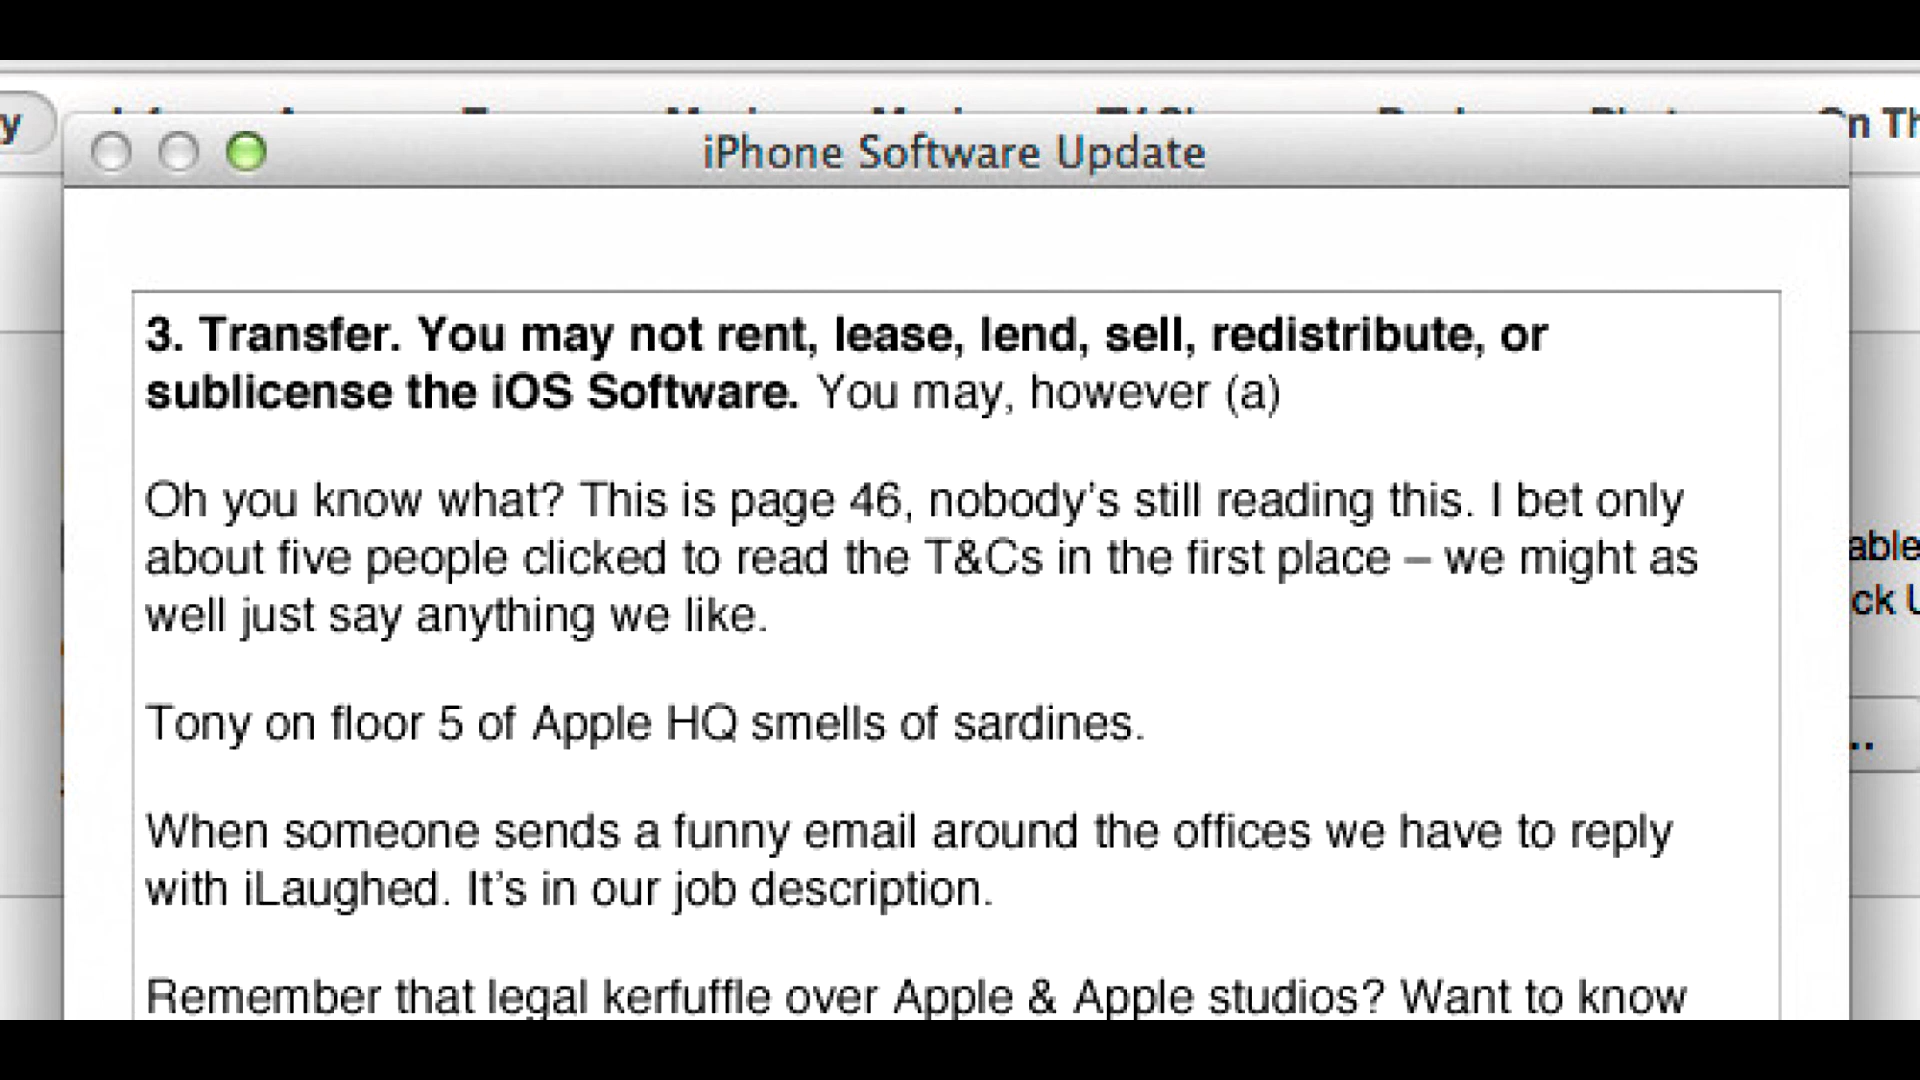 y
On Th
iPhone Software Update
3. Transfer. You may not rent, lease, lend, sell, redistribute, or
sublicense the iOS Software. You may, however (a)
Oh you know what? This is page 46, nobody’s still reading this. I bet only
about five people clicked to read the T&Cs in the first place – we might as
well just say anything we like.
able
ck U
Tony on floor 5 of Apple HQ smells of sardines.
..
When someone sends a funny email around the offices we have to reply
with iLaughed. It’s in our job description.
Remember that legal kerfuffle over Apple & Apple studios? Want to know